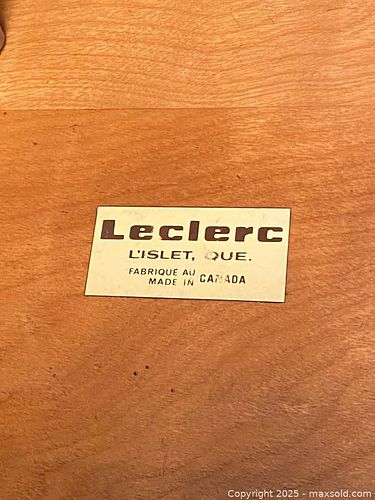 Leclerc
L'ISLET, QUE.
FABRIQUE AU
MADE IN CANADA
Copyright © 2025 - maxsold.com